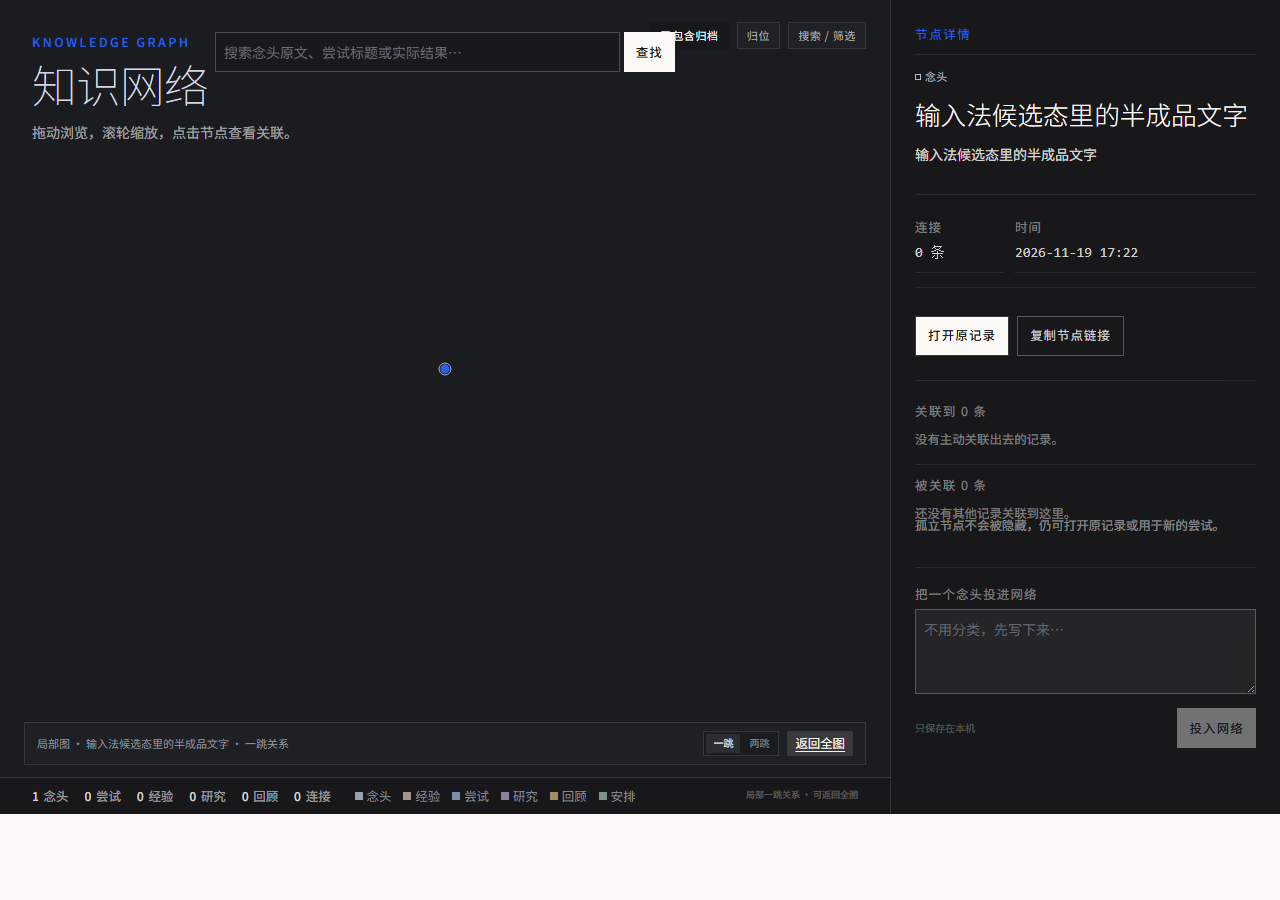 KNOWLEDGE GRAPH
知识网络
拖动浏览，滚轮缩放，点击节点查看关联。
搜索念头原文、尝试标题或实际结果…
查找
包含归档
归位
搜索 / 筛选
局部图 · 输入法候选态里的半成品文字 · 一跳关系
一跳
两跳
返回全图
1 念头 0 尝试 0 经验 0 研究 0 回顾 0 连接
念头 经验 尝试 研究 回顾 安排
局部一跳关系 · 可返回全图
节点详情
念头
输入法候选态里的半成品文字
输入法候选态里的半成品文字
连接
0 条
时间
2026-11-19 17:22
打开原记录
复制节点链接
关联到 0 条
没有主动关联出去的记录。
被关联 0 条
还没有其他记录关联到这里。
孤立节点不会被隐藏，仍可打开原记录或用于新的尝试。
把一个念头投进网络
不用分类，先写下来…
只保存在本机
投入网络